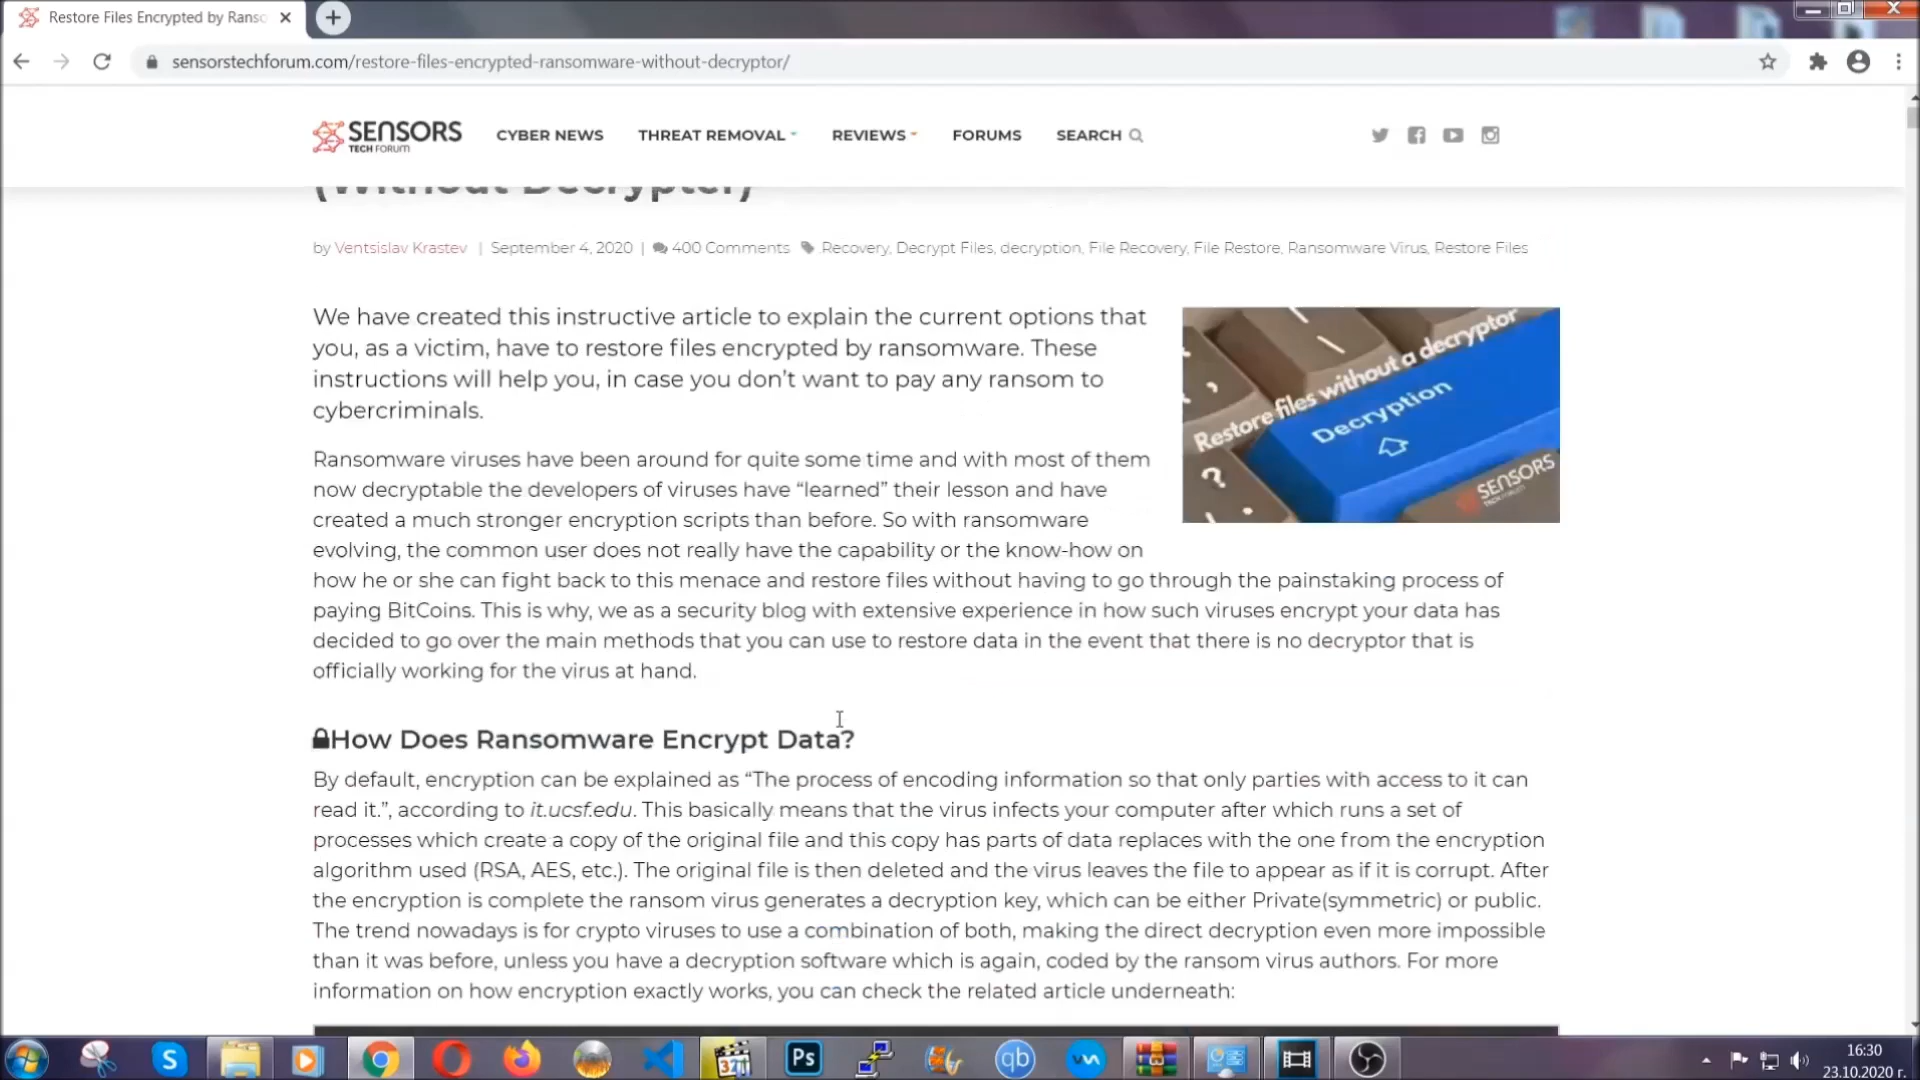 Restore Files Encrypted by Ranso
sensorstechforum.com/restore-files-encrypted-ransomware-without-decryptor/
SENSORS
TECH FORUM
CYBER NEWS
THREAT REMOVAL
REVIEWS
FORUMS
SEARCH
(Without Decrypter)
by Ventsislav Krastev | September 4, 2020 | 400 Comments Recovery, Decrypt Files, decryption, File Recovery, File Restore, Ransomware Virus, Restore Files
We have created this instructive article to explain the current options that
you, as a victim, have to restore files encrypted by ransomware. These
instructions will help you, in case you don’t want to pay any ransom to
cybercriminals.
Restore files without a decryptor
Decryption
SENSORS
Ransomware viruses have been around for quite some time and with most of them
now decryptable the developers of viruses have “learned” their lesson and have
created a much stronger encryption scripts than before. So with ransomware
evolving, the common user does not really have the capability or the know-how on
how he or she can fight back to this menace and restore files without having to go through the painstaking process of
paying BitCoins. This is why, we as a security blog with extensive experience in how such viruses encrypt your data has
decided to go over the main methods that you can use to restore data in the event that there is no decryptor that is
officially working for the virus at hand.
How Does Ransomware Encrypt Data?
By default, encryption can be explained as “The process of encoding information so that only parties with access to it can
read it.”, according to it.ucsf.edu. This basically means that the virus infects your computer after which runs a set of
processes which create a copy of the original file and this copy has parts of data replaces with the one from the encryption
algorithm used (RSA, AES, etc.). The original file is then deleted and the virus leaves the file to appear as if it is corrupt. After
the encryption is complete the ransom virus generates a decryption key, which can be either Private(symmetric) or public.
The trend nowadays is for crypto viruses to use a combination of both, making the direct decryption even more impossible
than it was before, unless you have a decryption software which is again, coded by the ransom virus authors. For more
information on how encryption exactly works, you can check the related article underneath:
S
321
Ps
qb
16:30
23.10.2020 г.